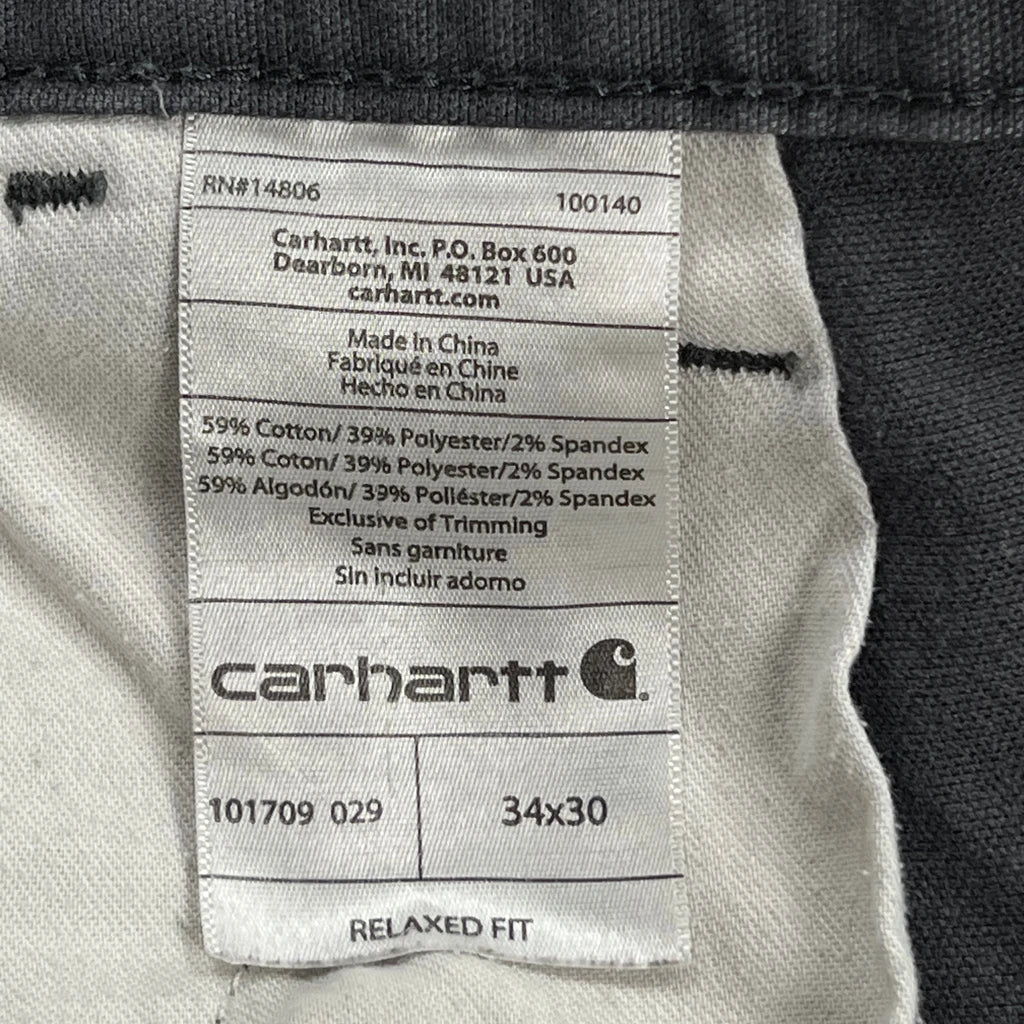 RN#14806 100140
Carhartt, Inc. P.O. Box 600
Dearborn, MI 48121 USA
carhartt.com
Made in China
Fabriqué en Chine
Hecho en China
59% Cotton/ 39% Polyester/2% Spandex
59% Coton/ 39% Polyester/2% Spandex
59% Algodón/ 39% Poliéster/2% Spandex
Exclusive of Trimming
Sans garniture
Sin incluir adorno
carhartt
101709 029 34x30
RELAXED FIT